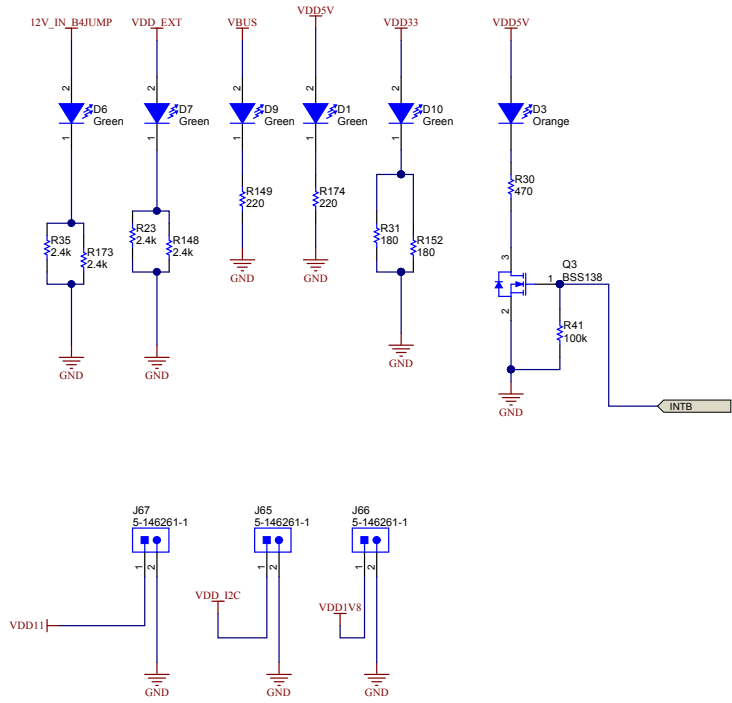 12V_IN_B4JUMP
VDD_EXT
VBUS
VDD5V
VDD33
VDD5V
2
2
2
2
2
2
D6
Green
D7
Green
D9
Green
D1
Green
D10
Green
D3
Orange
1
1
1
1
1
1
R149
220
R174
220
R30
470
R35
2.4k
R173
2.4k
R23
2.4k
R148
2.4k
R31
180
R152
180
3
Q3
BSS138
1
2
R41
100k
GND
GND
GND
GND
GND
GND
INTB
J67
5-146261-1
J65
5-146261-1
J66
5-146261-1
1
2
1
2
1
2
VDD_I2C
VDD1V8
VDD11
GND
GND
GND